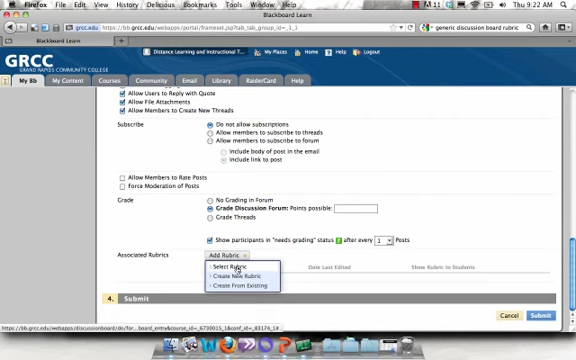 Firefox File Edit View History Delicious Bookmarks Tools Window Help 11 Thu 9:22 AM
Blackboard Learn
grcc.edu https://bb.grcc.edu/webapps/portal/frameset.jsp?tab_tab_group_id=_1_1 generic discussion board rubric
Blackboard Learn
Distance Learning and Instructional T... My Places Home Help Logout
GRCC
GRAND RAPIDS COMMUNITY COLLEGE
My Bb My Content Courses Community Email Library RaiderCard Help
Allow Users to Reply with Quote
Allow File Attachments
Allow Members to Create New Threads
Subscribe
Do not allow subscriptions
Allow members to subscribe to threads
Allow members to subscribe to forum
Include body of post in the email
Include link to post
Allow Members to Rate Posts
Force Moderation of Posts
Grade
No Grading in Forum
Grade Discussion Forum: Points possible:
Grade Threads
Show participants in "needs grading" status after every 1 Posts
Associated Rubrics Add Rubric
Select Rubric
Create New Rubric
Create From Existing
Date Last Edited Show Rubric to Students
4. Submit
Cancel Submit